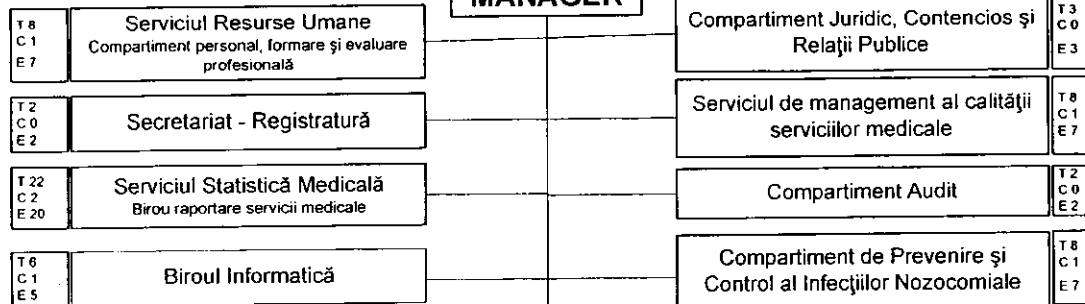 MANAGER
T 8
C 1
E 7
Serviciul Resurse Umane
Compartiment personal, formare şi evaluare
profesională
Compartiment Juridic, Contencios şi
Relaţii Publice
T 3
C 0
E 3
T 2
C 0
E 2
Secretariat - Registratură
Serviciul de management al calităţii
serviciilor medicale
T 8
C 1
E 7
T 22
C 2
E 20
Serviciul Statistică Medicală
Birou raportare servicii medicale
Compartiment Audit
T 2
C 0
E 2
T 6
C 1
E 5
Biroul Informatică
Compartiment de Prevenire şi
Control al Infecţiilor Nozocomiale
T 8
C 1
E 7